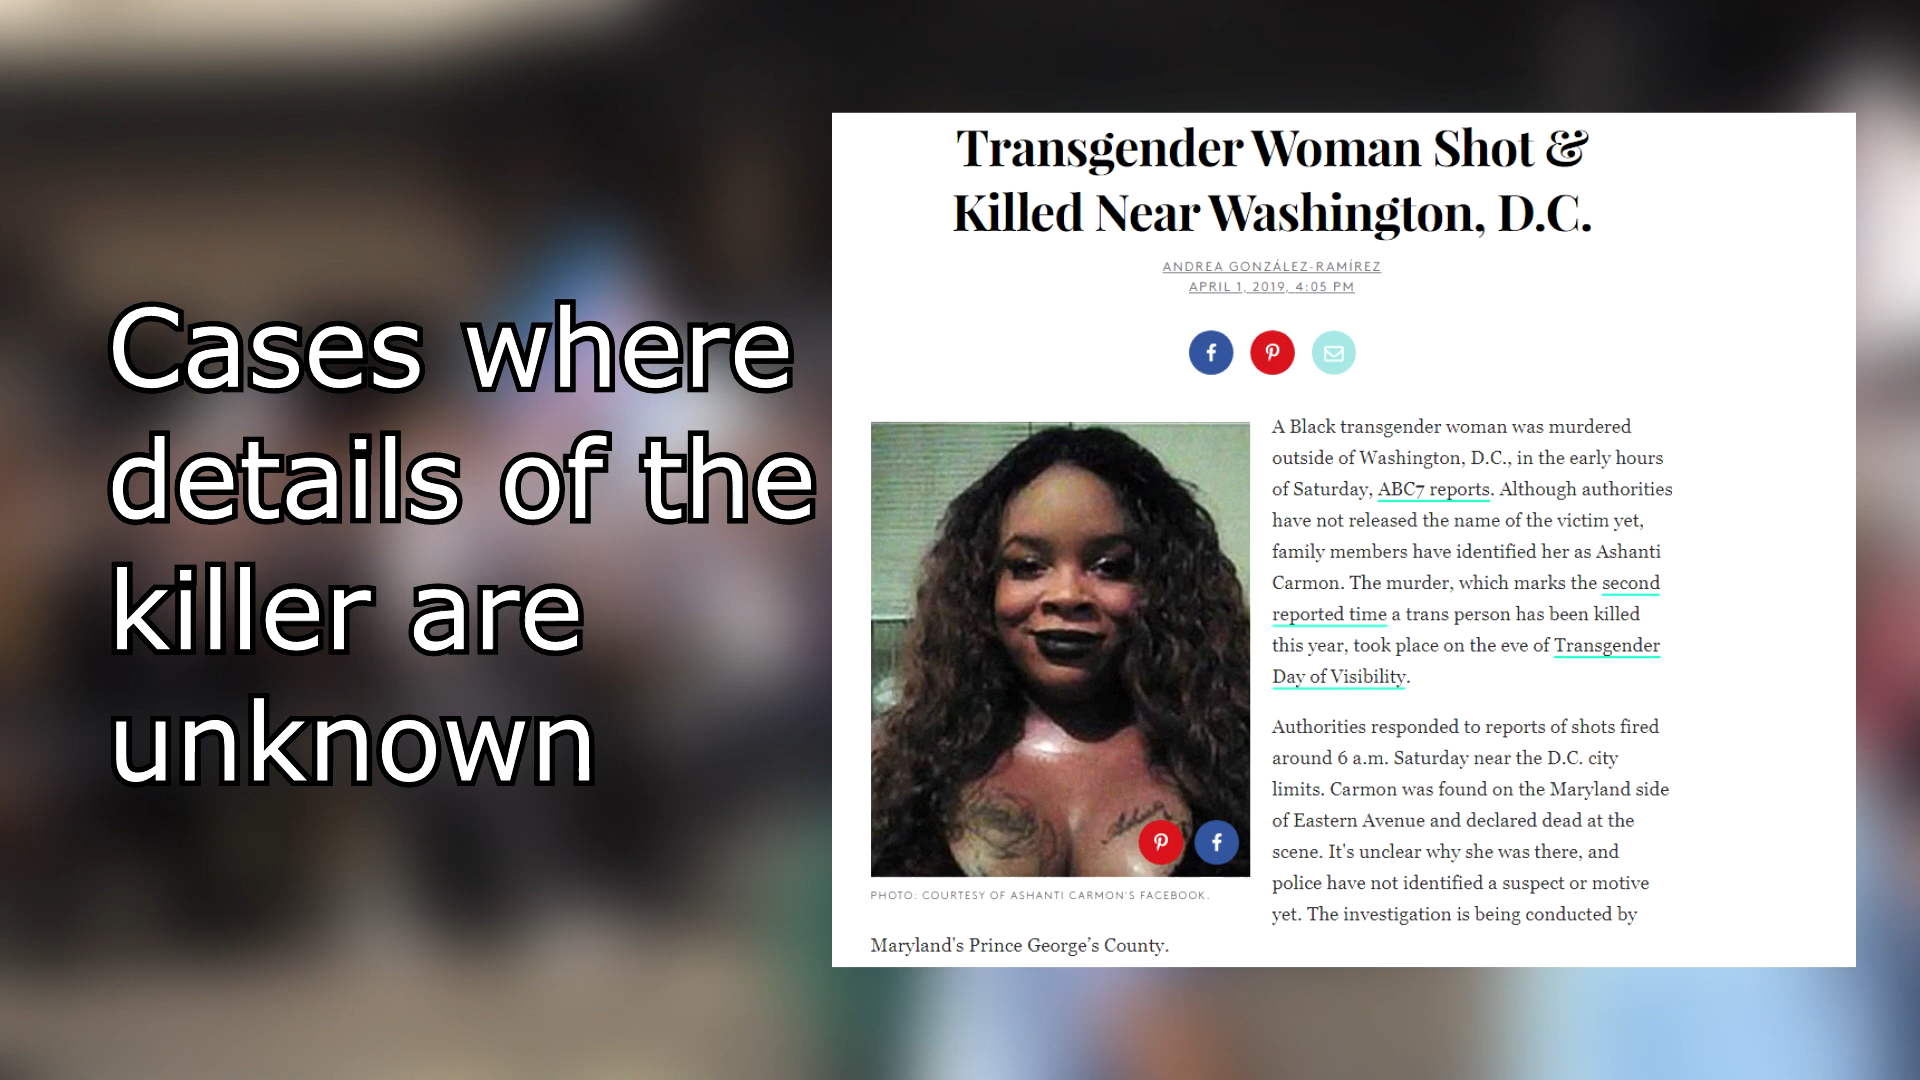 Cases where
details of the
killer are
unknown
Transgender Woman Shot &
Killed Near Washington, D.C.
ANDREA GONZÁLEZ-RAMÍREZ
APRIL 1, 2019, 4:05 PM
A Black transgender woman was murdered
outside of Washington, D.C., in the early hours
of Saturday, ABC7 reports. Although authorities
have not released the name of the victim yet,
family members have identified her as Ashanti
Carmon. The murder, which marks the second
reported time a trans person has been killed
this year, took place on the eve of Transgender
Day of Visibility.
Authorities responded to reports of shots fired
around 6 a.m. Saturday near the D.C. city
limits. Carmon was found on the Maryland side
of Eastern Avenue and declared dead at the
scene. It's unclear why she was there, and
police have not identified a suspect or motive
yet. The investigation is being conducted by
Maryland's Prince George’s County.
PHOTO: COURTESY OF ASHANTI CARMON'S FACEBOOK.